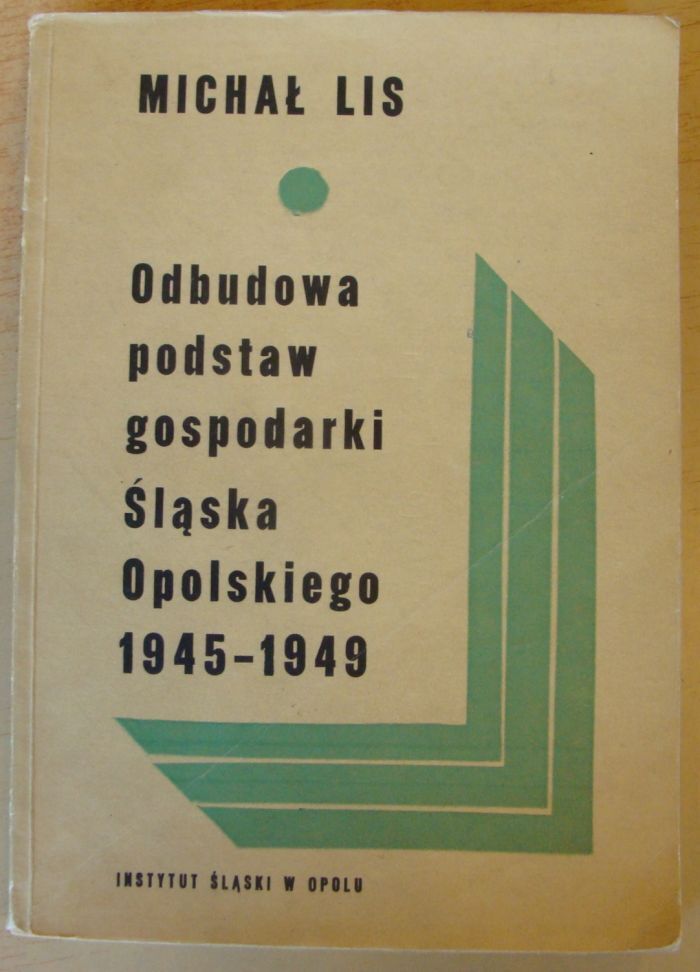 MICHAŁ LIS
Odbudowa
podstaw
gospodarki
Śląska
Opolskiego
1945-1949
INSTYTUT ŚLĄSKI W OPOLU